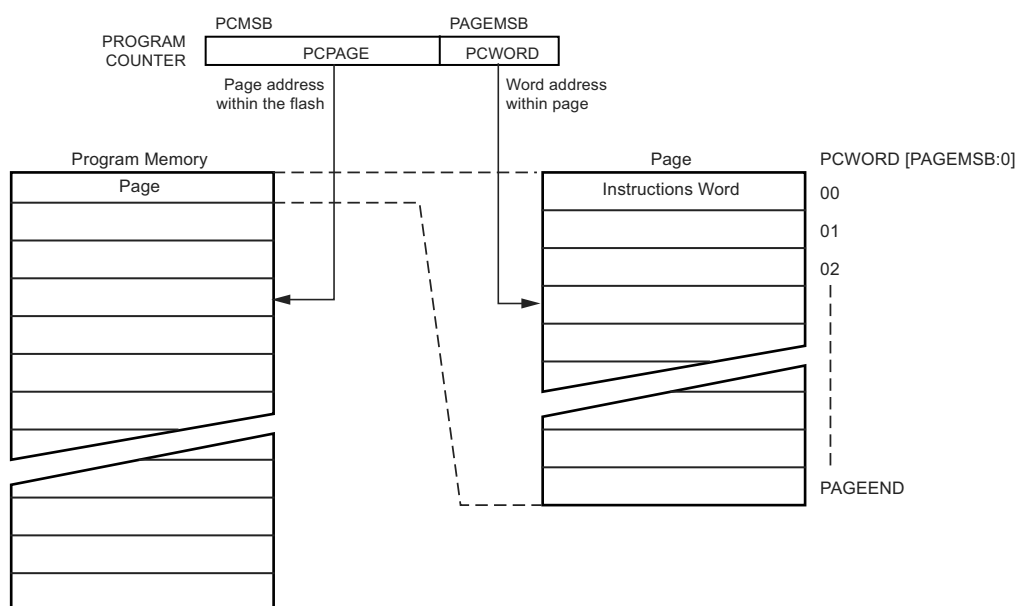 PCMSB PAGEMSB
PROGRAM
COUNTER
PCPAGE PCWORD
Page address
within the flash
Word address
within page
Program Memory
Page
Page
Instructions Word
PCWORD [PAGEMSB:0]
00
01
02
PAGEEND